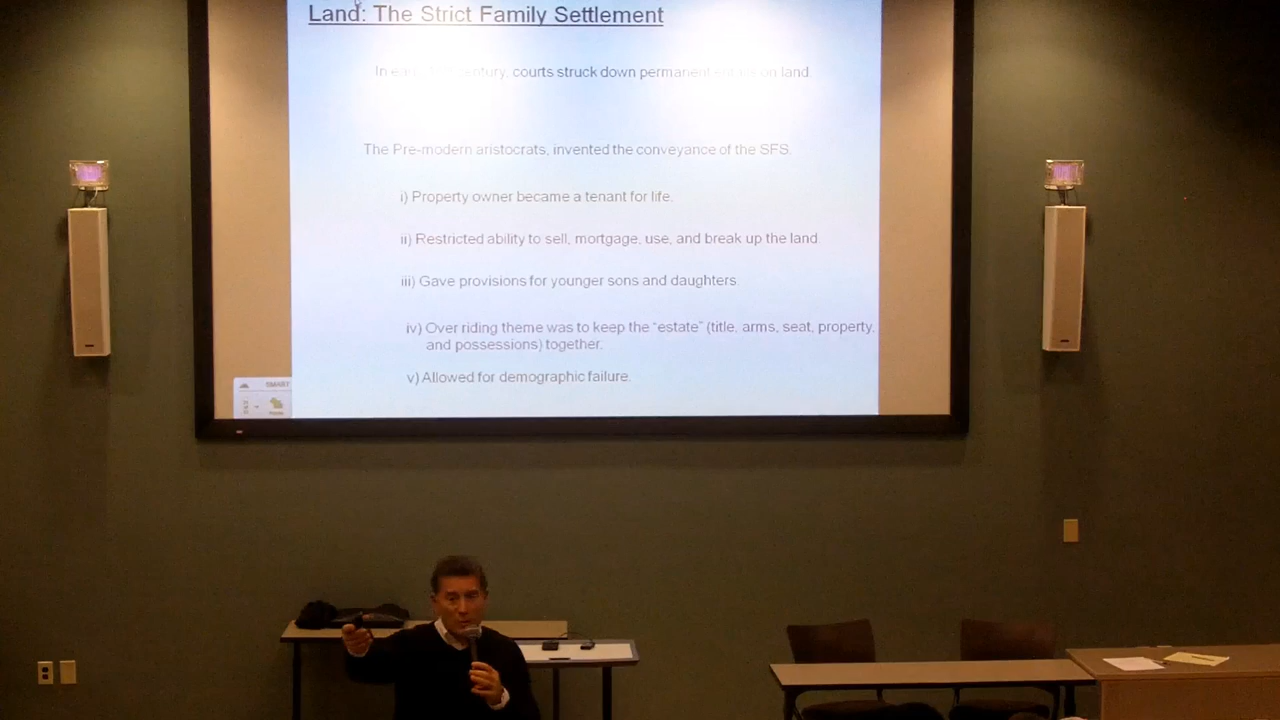 Land: The Strict Family Settlement
In century, courts struck down permanent on land.
The Pre-modern aristocrats, invented the conveyance of the SFS.
i) Property owner became a tenant for life.
ii) Restricted ability to sell, mortgage, use, and break up the land
iii) Gave provisions for younger sons and daughters.
iv) Over riding theme was to keep the "estate" (title, arms, seat, property,
and possessions) together.
v) Allowed for demographic failure.
SMART